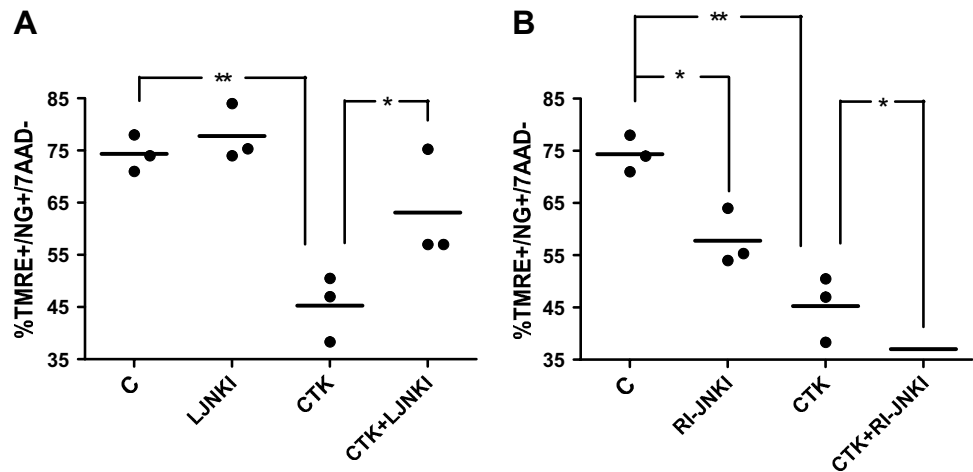 A
**
*
85
75
65
55
45
35
%TMRE+/NG+/7AAD-
C
LJNKI
CTK
CTK+LJNKI
B
**
*
*
85
75
65
55
45
35
%TMRE+/NG+/7AAD-
C
RI-JNKI
CTK
CTK+RI-JNKI